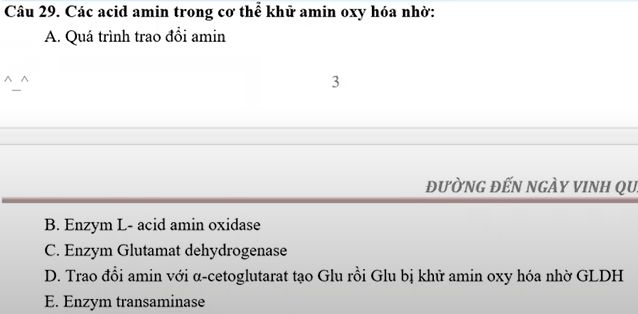 Câu 29. Các acid amin trong cơ thể khử amin oxy hóa nhờ:
A. Quá trình trao đổi amin
^_^
3
ĐƯỜNG ĐẾN NGÀY VINH QU
B. Enzym L- acid amin oxidase
C. Enzym Glutamat dehydrogenase
D. Trao đổi amin với α-cetoglutarat tạo Glu rồi Glu bị khử amin oxy hóa nhờ GLDH
E. Enzym transaminase